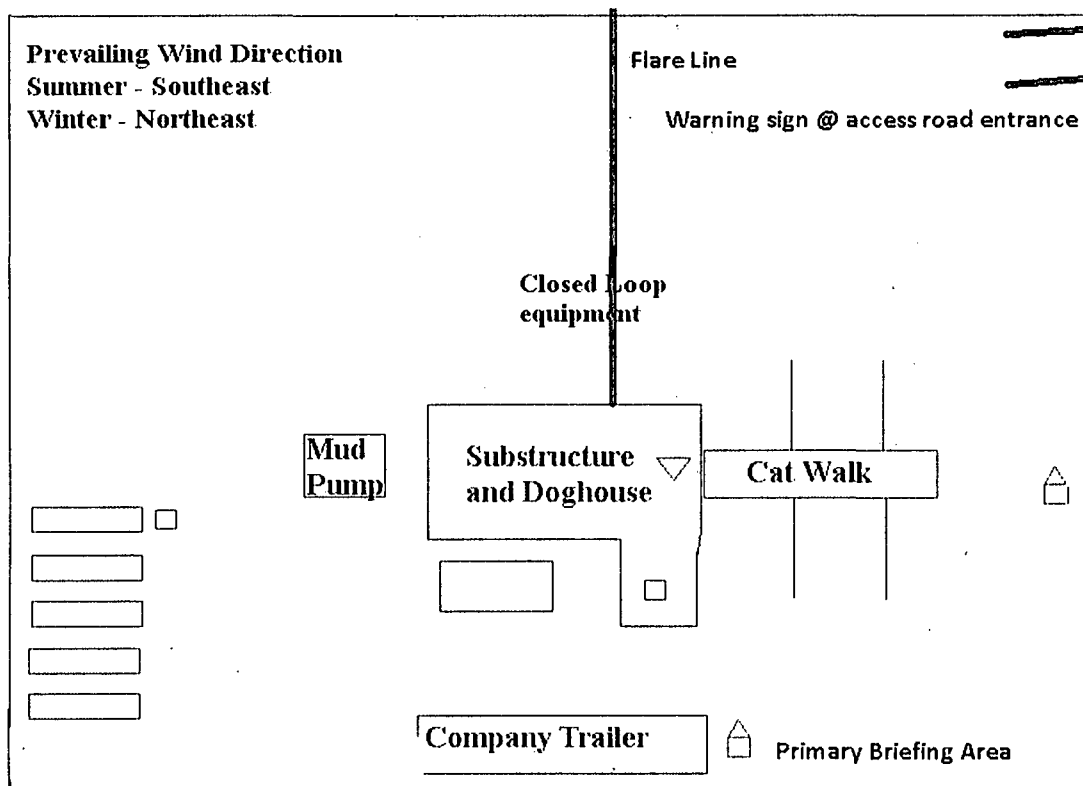 Prevailing Wind Direction
Summer - Southeast
Winter - Northeast
Flare Line
Warning sign @ access road entrance
Closed Loop
equipment
Mud
Pump
Substructure
and Doghouse
Cat Walk
Company Trailer
Primary Briefing Area